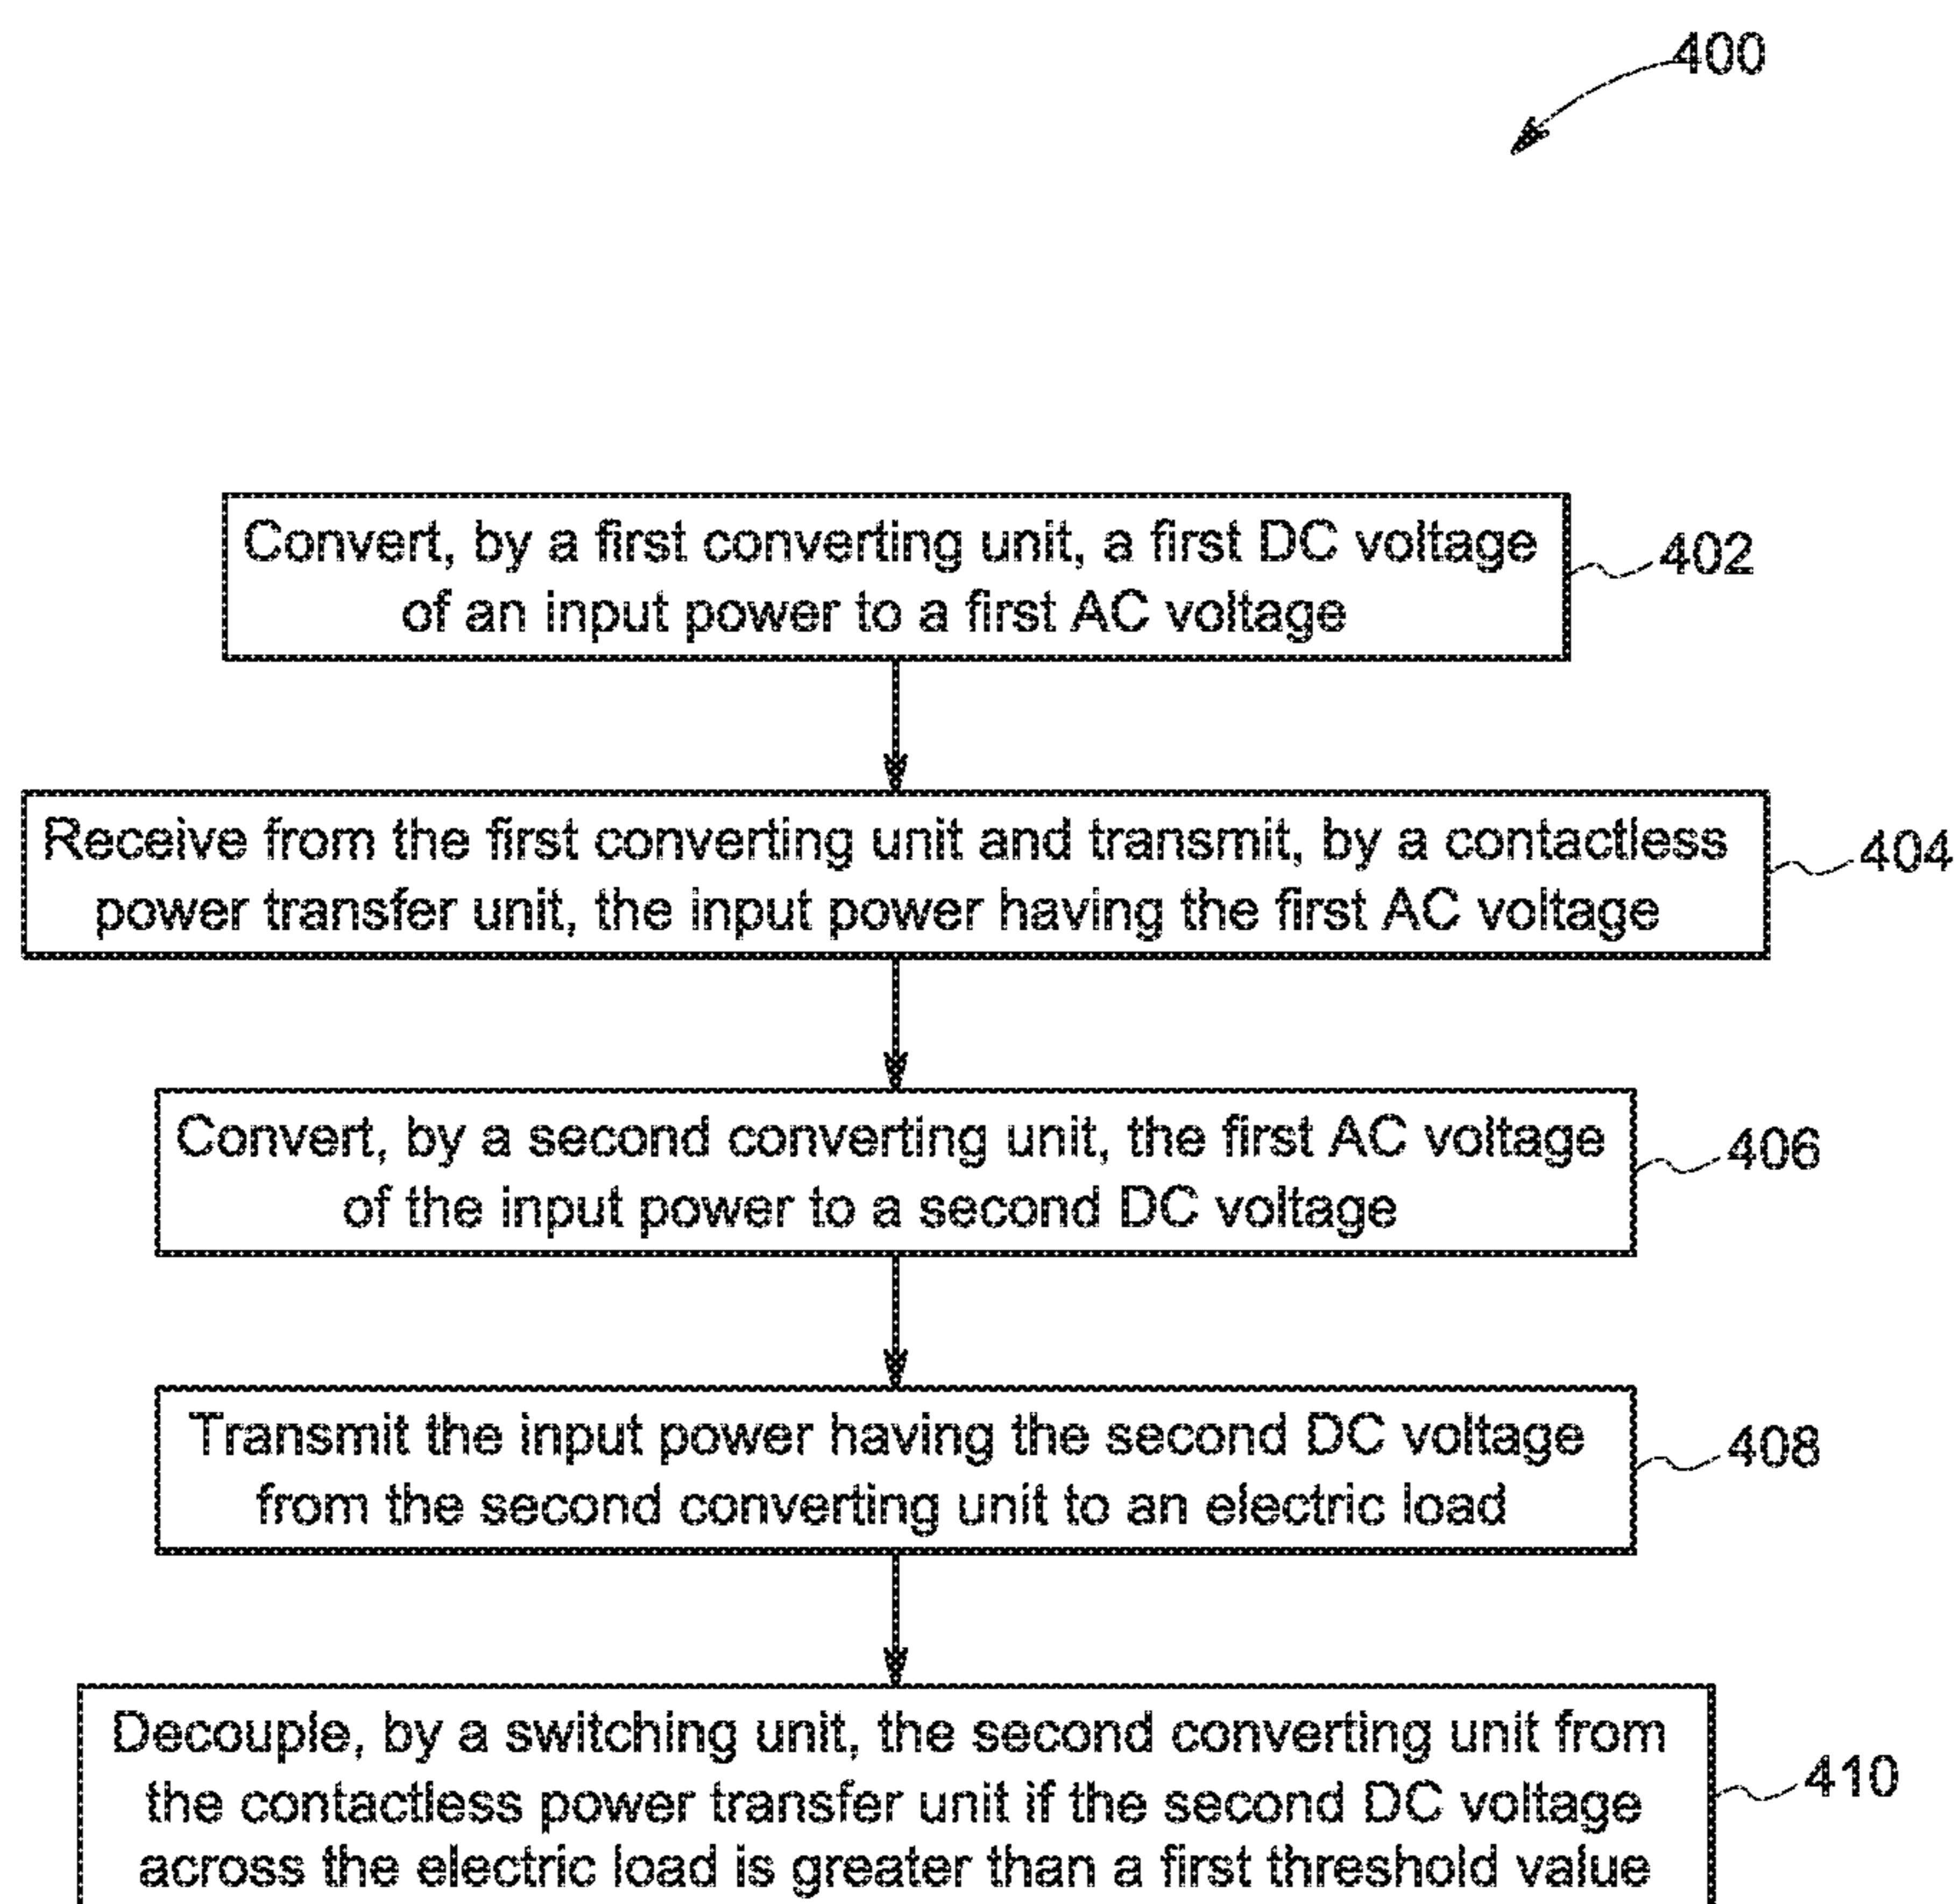 400
Convert, by a first converting unit, a first DC voltage
of an input power to a first AC voltage
402
Receive from the first converting unit and transmit, by a contactless
power transfer unit, the input power having the first AC voltage
404
Convert, by a second converting unit, the first AC voltage
of the input power to a second DC voltage
406
Transmit the input power having the second DC voltage
from the second converting unit to an electric load
408
Decouple, by a switching unit, the second converting unit from
the contactless power transfer unit if the second DC voltage
across the electric load is greater than a first threshold value
410